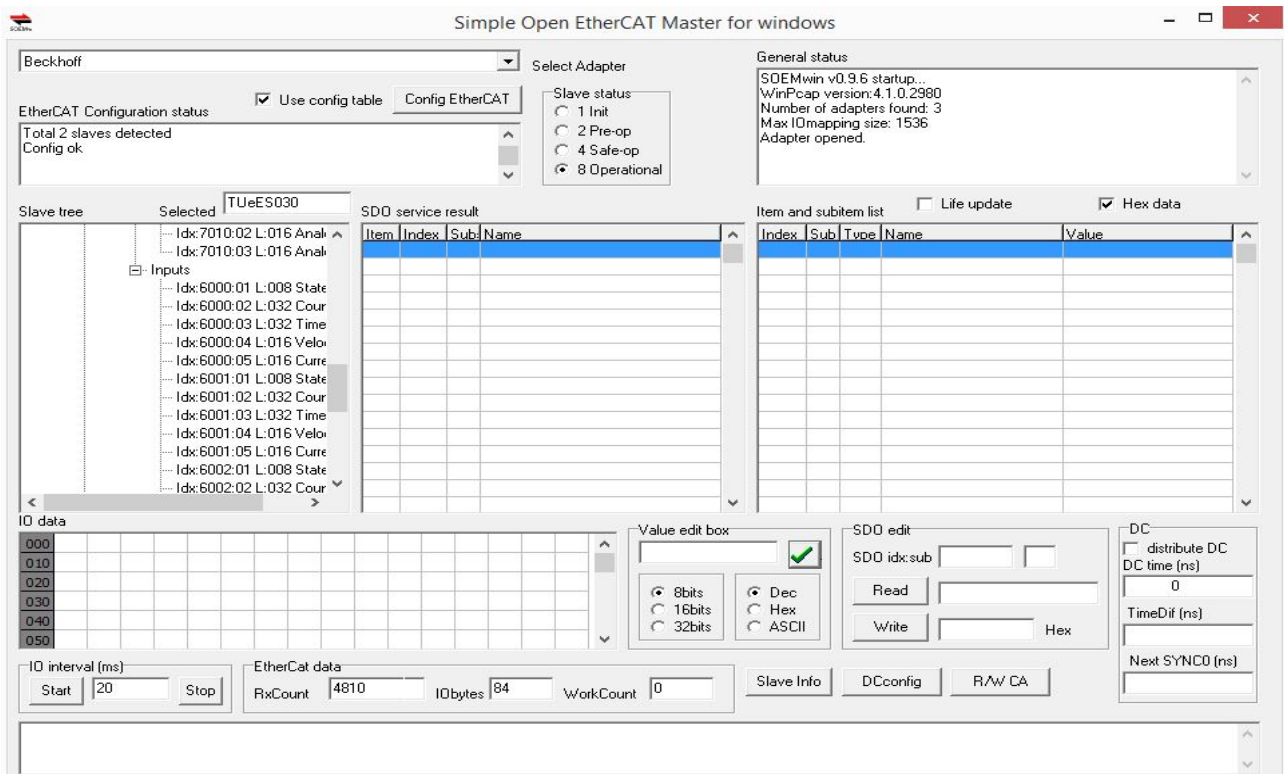 SOEMwin
Simple Open EtherCAT Master for windows
Beckhoff
Select Adapter
Use config table
Config EtherCAT
EtherCAT Configuration status
Total 2 slaves detected
Config ok
Slave status
1 Init
2 Pre-op
4 Safe-op
8 Operational
General status
SOEMwin v0.9.6 startup...
WinPcap version:4.1.0.2980
Number of adapters found: 3
Max IOmapping size: 1536
Adapter opened.
Slave tree
Selected
TUeES030
Idx:7010:02 L:016 Anal
Idx:7010:03 L:016 Anal
Inputs
Idx:6000:01 L:008 State
Idx:6000:02 L:032 Cour
Idx:6000:03 L:032 Time
Idx:6000:04 L:016 Velo
Idx:6000:05 L:016 Curre
Idx:6001:01 L:008 State
Idx:6001:02 L:032 Cour
Idx:6001:03 L:032 Time
Idx:6001:04 L:016 Velo
Idx:6001:05 L:016 Curre
Idx:6002:01 L:008 State
Idx:6002:02 L:032 Cour
SDO service result
Item Index Sub Name
Item and subitem list
Life update
Hex data
Index Sub Type Name Value
IO data
000
010
020
030
040
050
Value edit box
8bits
16bits
32bits
Dec
Hex
ASCII
SDO edit
SDO idx:sub
Read
Write
Hex
DC
distribute DC
DC time (ns)
0
TimeDif (ns)
Next SYNC0 (ns)
IO interval (ms)
Start 20 Stop
EtherCat data
RxCount 4810 IObytes 84 WorkCount 0
Slave Info
DCconfig
R/W CA